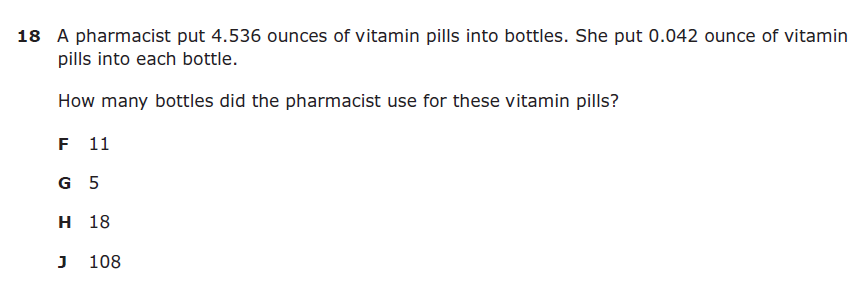 18 A pharmacist put 4.536 ounces of vitamin pills into bottles. She put 0.042 ounce of vitamin
pills into each bottle.
How many bottles did the pharmacist use for these vitamin pills?
F 11
G 5
H 18
J 108